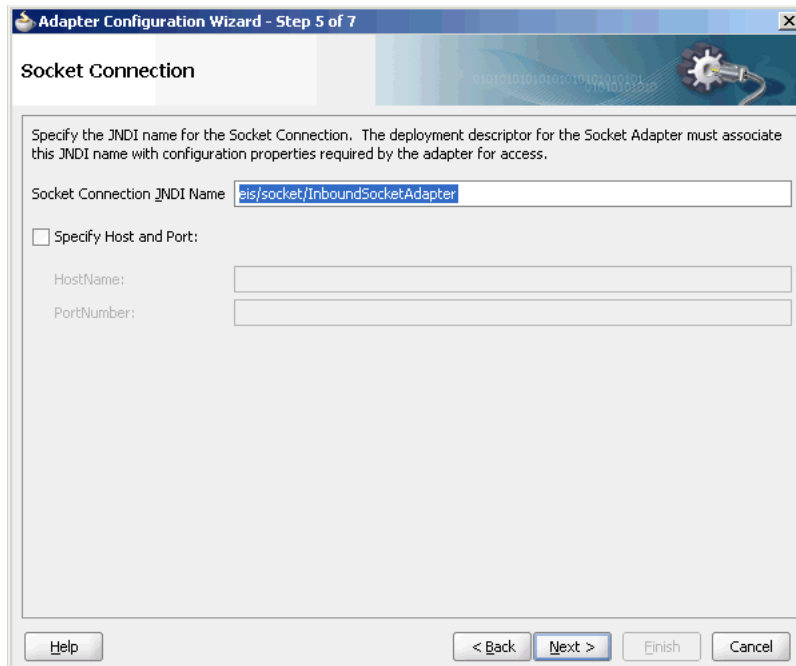 Adapter Configuration Wizard - Step 5 of 7
Socket Connection
Specify the JNDI name for the Socket Connection. The deployment descriptor for the Socket Adapter must associate
this JNDI name with configuration properties required by the adapter for access.
Socket Connection JNDI Name eis/socket/InboundSocketAdapter
Specify Host and Port:
HostName:
PortNumber:
Help < Back Next > Finish Cancel